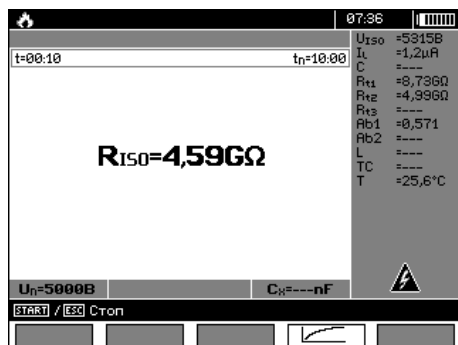 07:36
t=00:10 tn=10:00
RISO=4,59GΩ
UISO =5315В
IL =1,2µA
C =---
Rt1 =8,73GΩ
Rt2 =4,99GΩ
Rt3 =---
Ab1 =0,571
Ab2 =---
L =---
TC =---
T =25,6°C
Un=5000В Cx=---nF
START / ESC Стоп